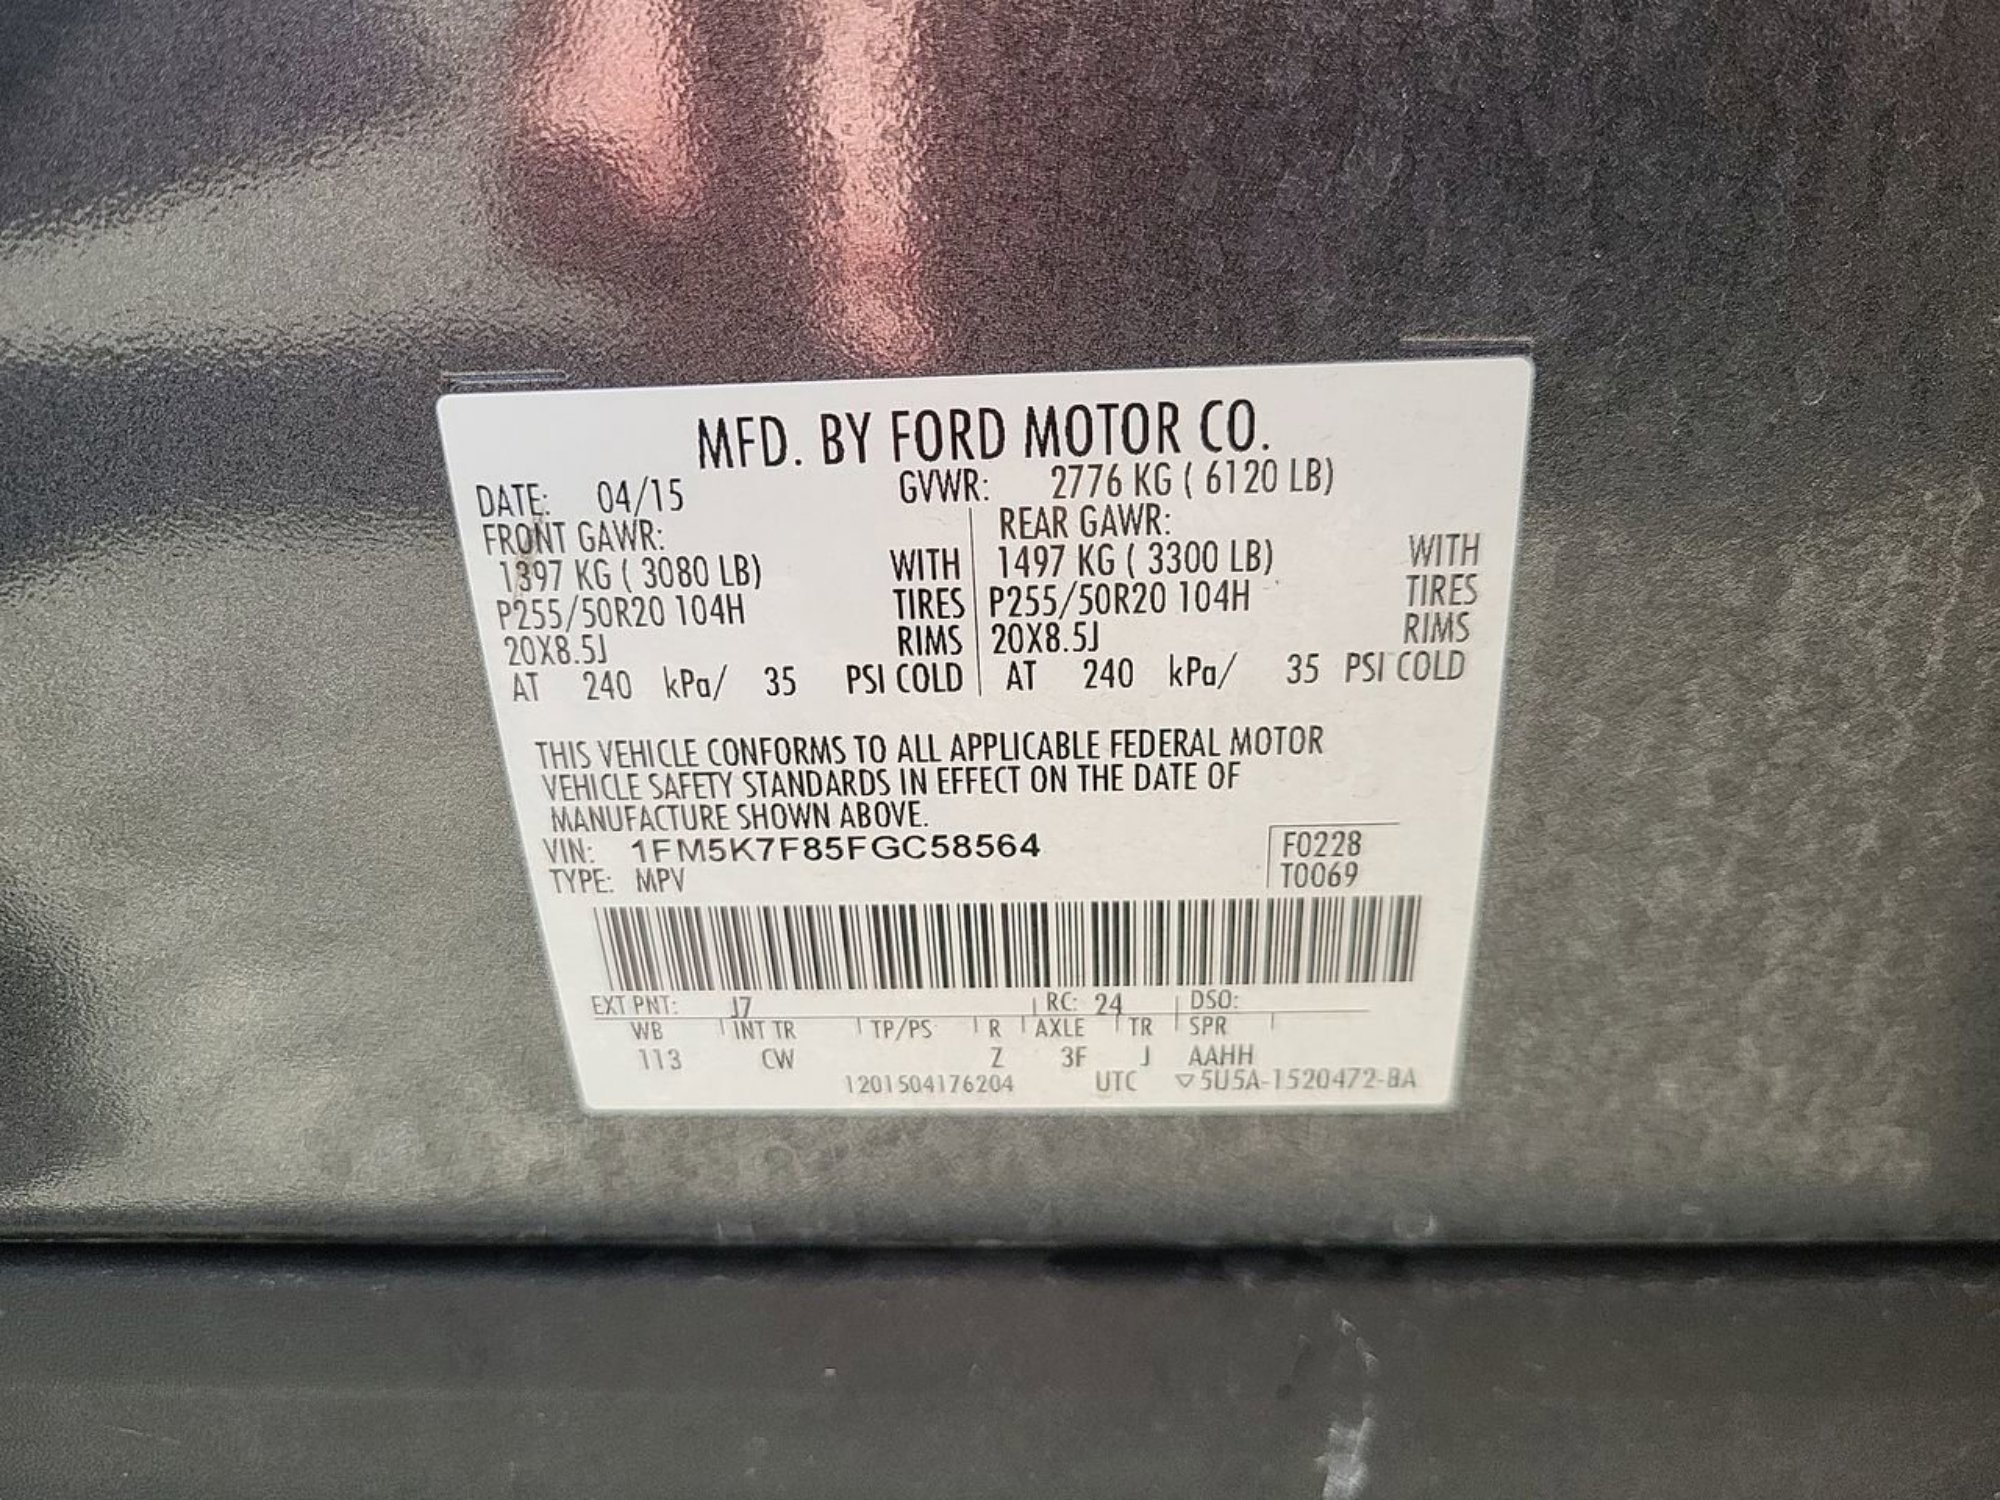 MFD. BY FORD MOTOR CO.
DATE: 04/15 GVWR: 2776 KG ( 6120 LB)
FRONT GAWR: REAR GAWR:
1397 KG ( 3080 LB) WITH 1497 KG ( 3300 LB) WITH
P255/50R20 104H TIRES P255/50R20 104H TIRES
20X8.5J RIMS 20X8.5J RIMS
AT 240 kPa/ 35 PSI COLD AT 240 kPa/ 35 PSI COLD
THIS VEHICLE CONFORMS TO ALL APPLICABLE FEDERAL MOTOR
VEHICLE SAFETY STANDARDS IN EFFECT ON THE DATE OF
MANUFACTURE SHOWN ABOVE.
VIN: 1FM5K7F85FGC58564 F0228
TYPE: MPV T0069
EXT PNT: J7 RC: 24 DSO:
WB INT TR TP/PS R AXLE TR SPR
113 CW Z 3F J AAHH
1201504176204 UTC ▽5U5A-1520472-BA